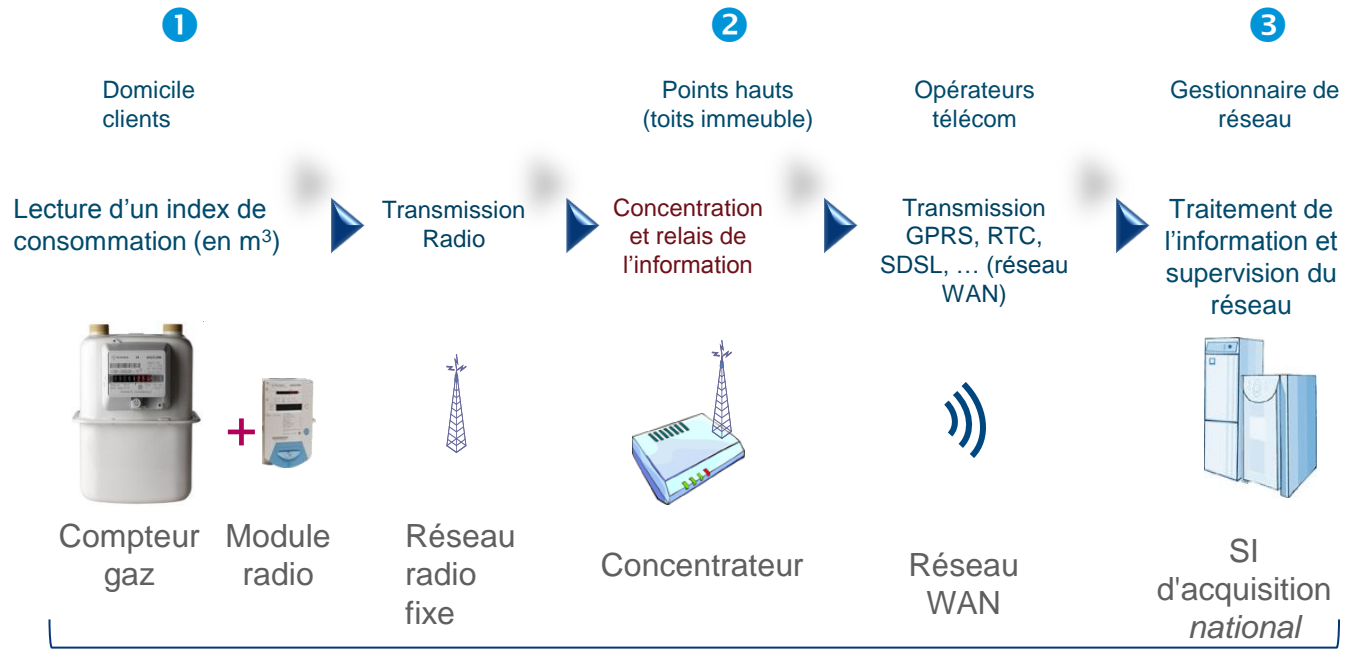 1
2
3
Domicile
clients
Points hauts
(toits immeuble)
Opérateurs
télécom
Gestionnaire de
réseau
Lecture d’un index de
consommation (en m³)
Transmission
Radio
Concentration
et relais de
l’information
Transmission
GPRS, RTC,
SDSL, … (réseau
WAN)
Traitement de
l’information et
supervision du
réseau
+
Compteur
gaz
Module
radio
Réseau
radio
fixe
Concentrateur
Réseau
WAN
SI
d'acquisition
national